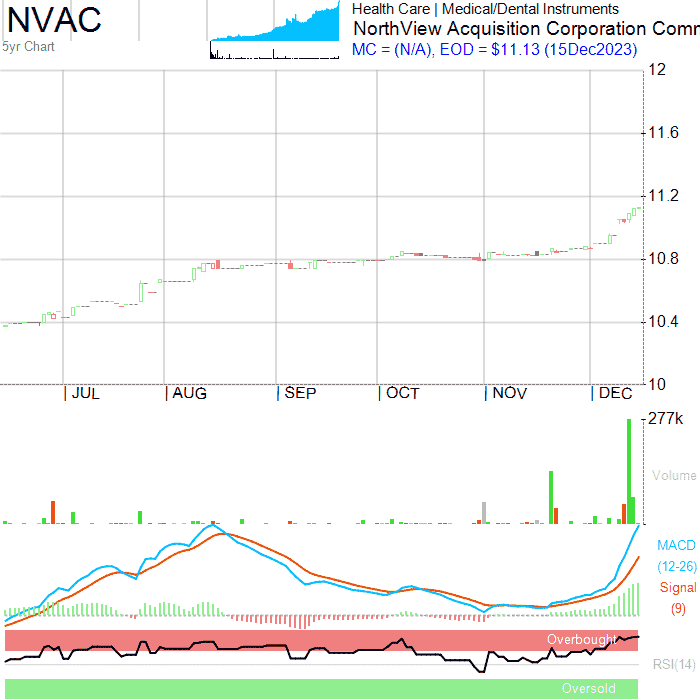 NVAC
5yr Chart
Health Care | Medical/Dental Instruments
NorthView Acquisition Corporation Comm
MC = (N/A), EOD = $11.13 (15Dec2023)
12
11.6
11.2
10.8
10.4
10
JUL
AUG
SEP
OCT
NOV
DEC
277k
Volume
MACD
(12-26)
Signal
(9)
Overbought
RSI(14)
Oversold